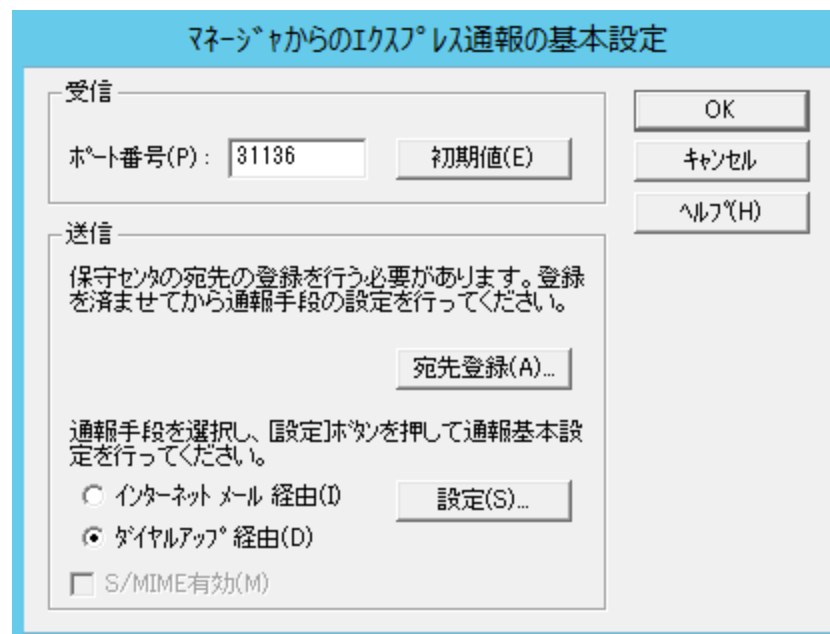 ﾏﾈｰｼﾞｬからのｴｸｽﾌﾟﾚｽ通報の基本設定
受信
OK
ﾎﾟｰﾄ番号(P) :
31136
初期値(E)
ｷｬﾝｾﾙ
ﾍﾙﾌﾟ(H)
送信
保守ｾﾝﾀの宛先の登録を行う必要があります。登録
を済ませてから通報手段の設定を行ってください。
宛先登録(A)...
通報手段を選択し、[設定]ﾎﾞﾀﾝを押して通報基本設
定を行ってください。
ｲﾝﾀｰﾈｯﾄ ﾒｰﾙ 経由(I)
設定(S)...
ﾀﾞｲﾔﾙｱｯﾌﾟ 経由(D)
S/MIME有効(M)